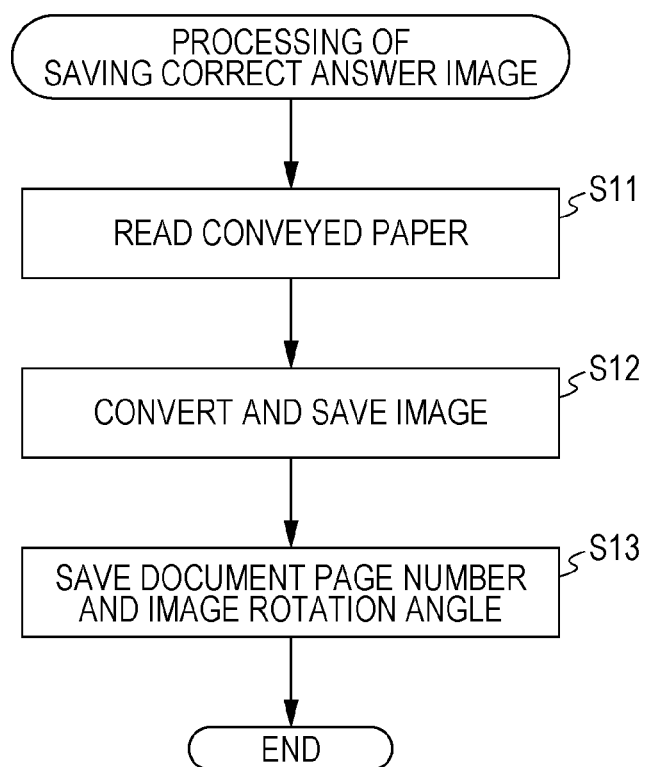 PROCESSING OF
SAVING CORRECT ANSWER IMAGE
S11
READ CONVEYED PAPER
S12
CONVERT AND SAVE IMAGE
S13
SAVE DOCUMENT PAGE NUMBER
AND IMAGE ROTATION ANGLE
END